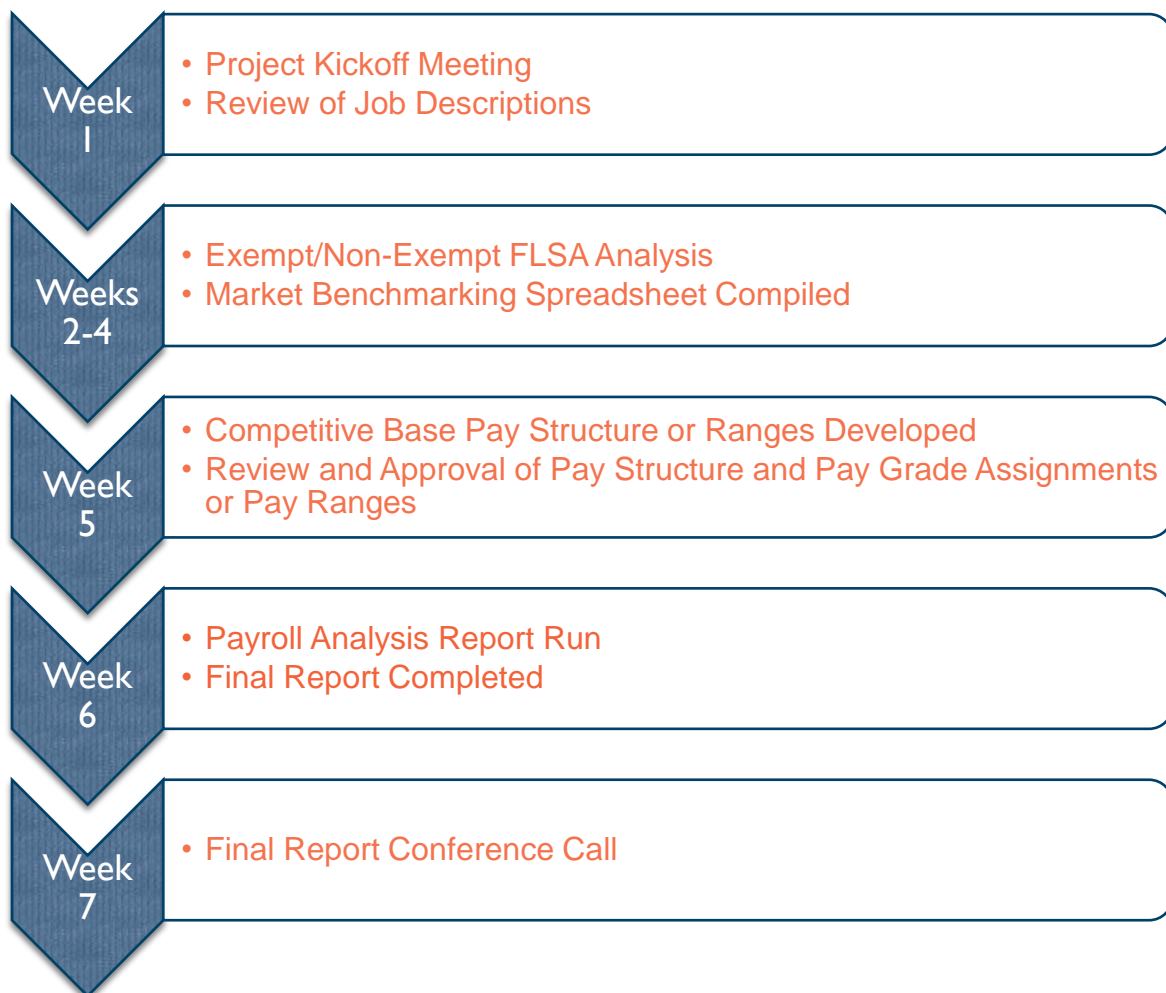 Week
1
• Project Kickoff Meeting
• Review of Job Descriptions
Weeks
2-4
• Exempt/Non-Exempt FLSA Analysis
• Market Benchmarking Spreadsheet Compiled
Week
5
• Competitive Base Pay Structure or Ranges Developed
• Review and Approval of Pay Structure and Pay Grade Assignments
or Pay Ranges
Week
6
• Payroll Analysis Report Run
• Final Report Completed
Week
7
• Final Report Conference Call